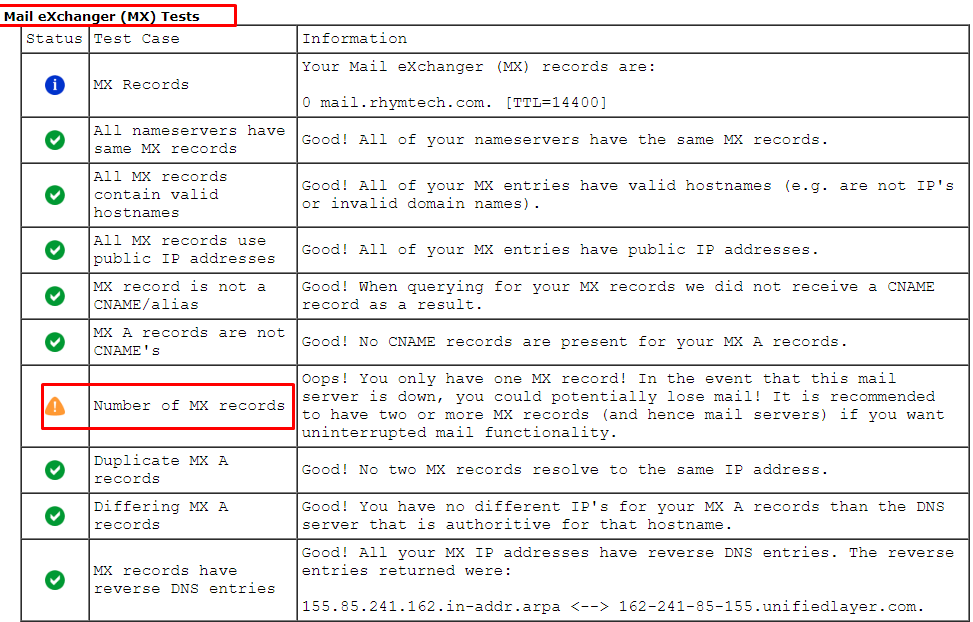 Mail eXchanger (MX) Tests
Status Test Case Information
MX Records
Your Mail eXchanger (MX) records are:
0 mail.rhymtech.com. [TTL=14400]
All nameservers have
same MX records
Good! All of your nameservers have the same MX records.
All MX records
contain valid
hostnames
Good! All of your MX entries have valid hostnames (e.g. are not IP's
or invalid domain names).
All MX records use
public IP addresses
Good! All of your MX entries have public IP addresses.
MX record is not a
CNAME/alias
Good! When querying for your MX records we did not receive a CNAME
record as a result.
MX A records are not
CNAME's
Good! No CNAME records are present for your MX A records.
Number of MX records
Oops! You only have one MX record! In the event that this mail
server is down, you could potentially lose mail! It is recommended
to have two or more MX records (and hence mail servers) if you want
uninterrupted mail functionality.
Duplicate MX A
records
Good! No two MX records resolve to the same IP address.
Differing MX A
records
Good! You have no different IP's for your MX A records than the DNS
server that is authoritive for that hostname.
MX records have
reverse DNS entries
Good! All your MX IP addresses have reverse DNS entries. The reverse
entries returned were:
155.85.241.162.in-addr.arpa <--> 162-241-85-155.unifiedlayer.com.